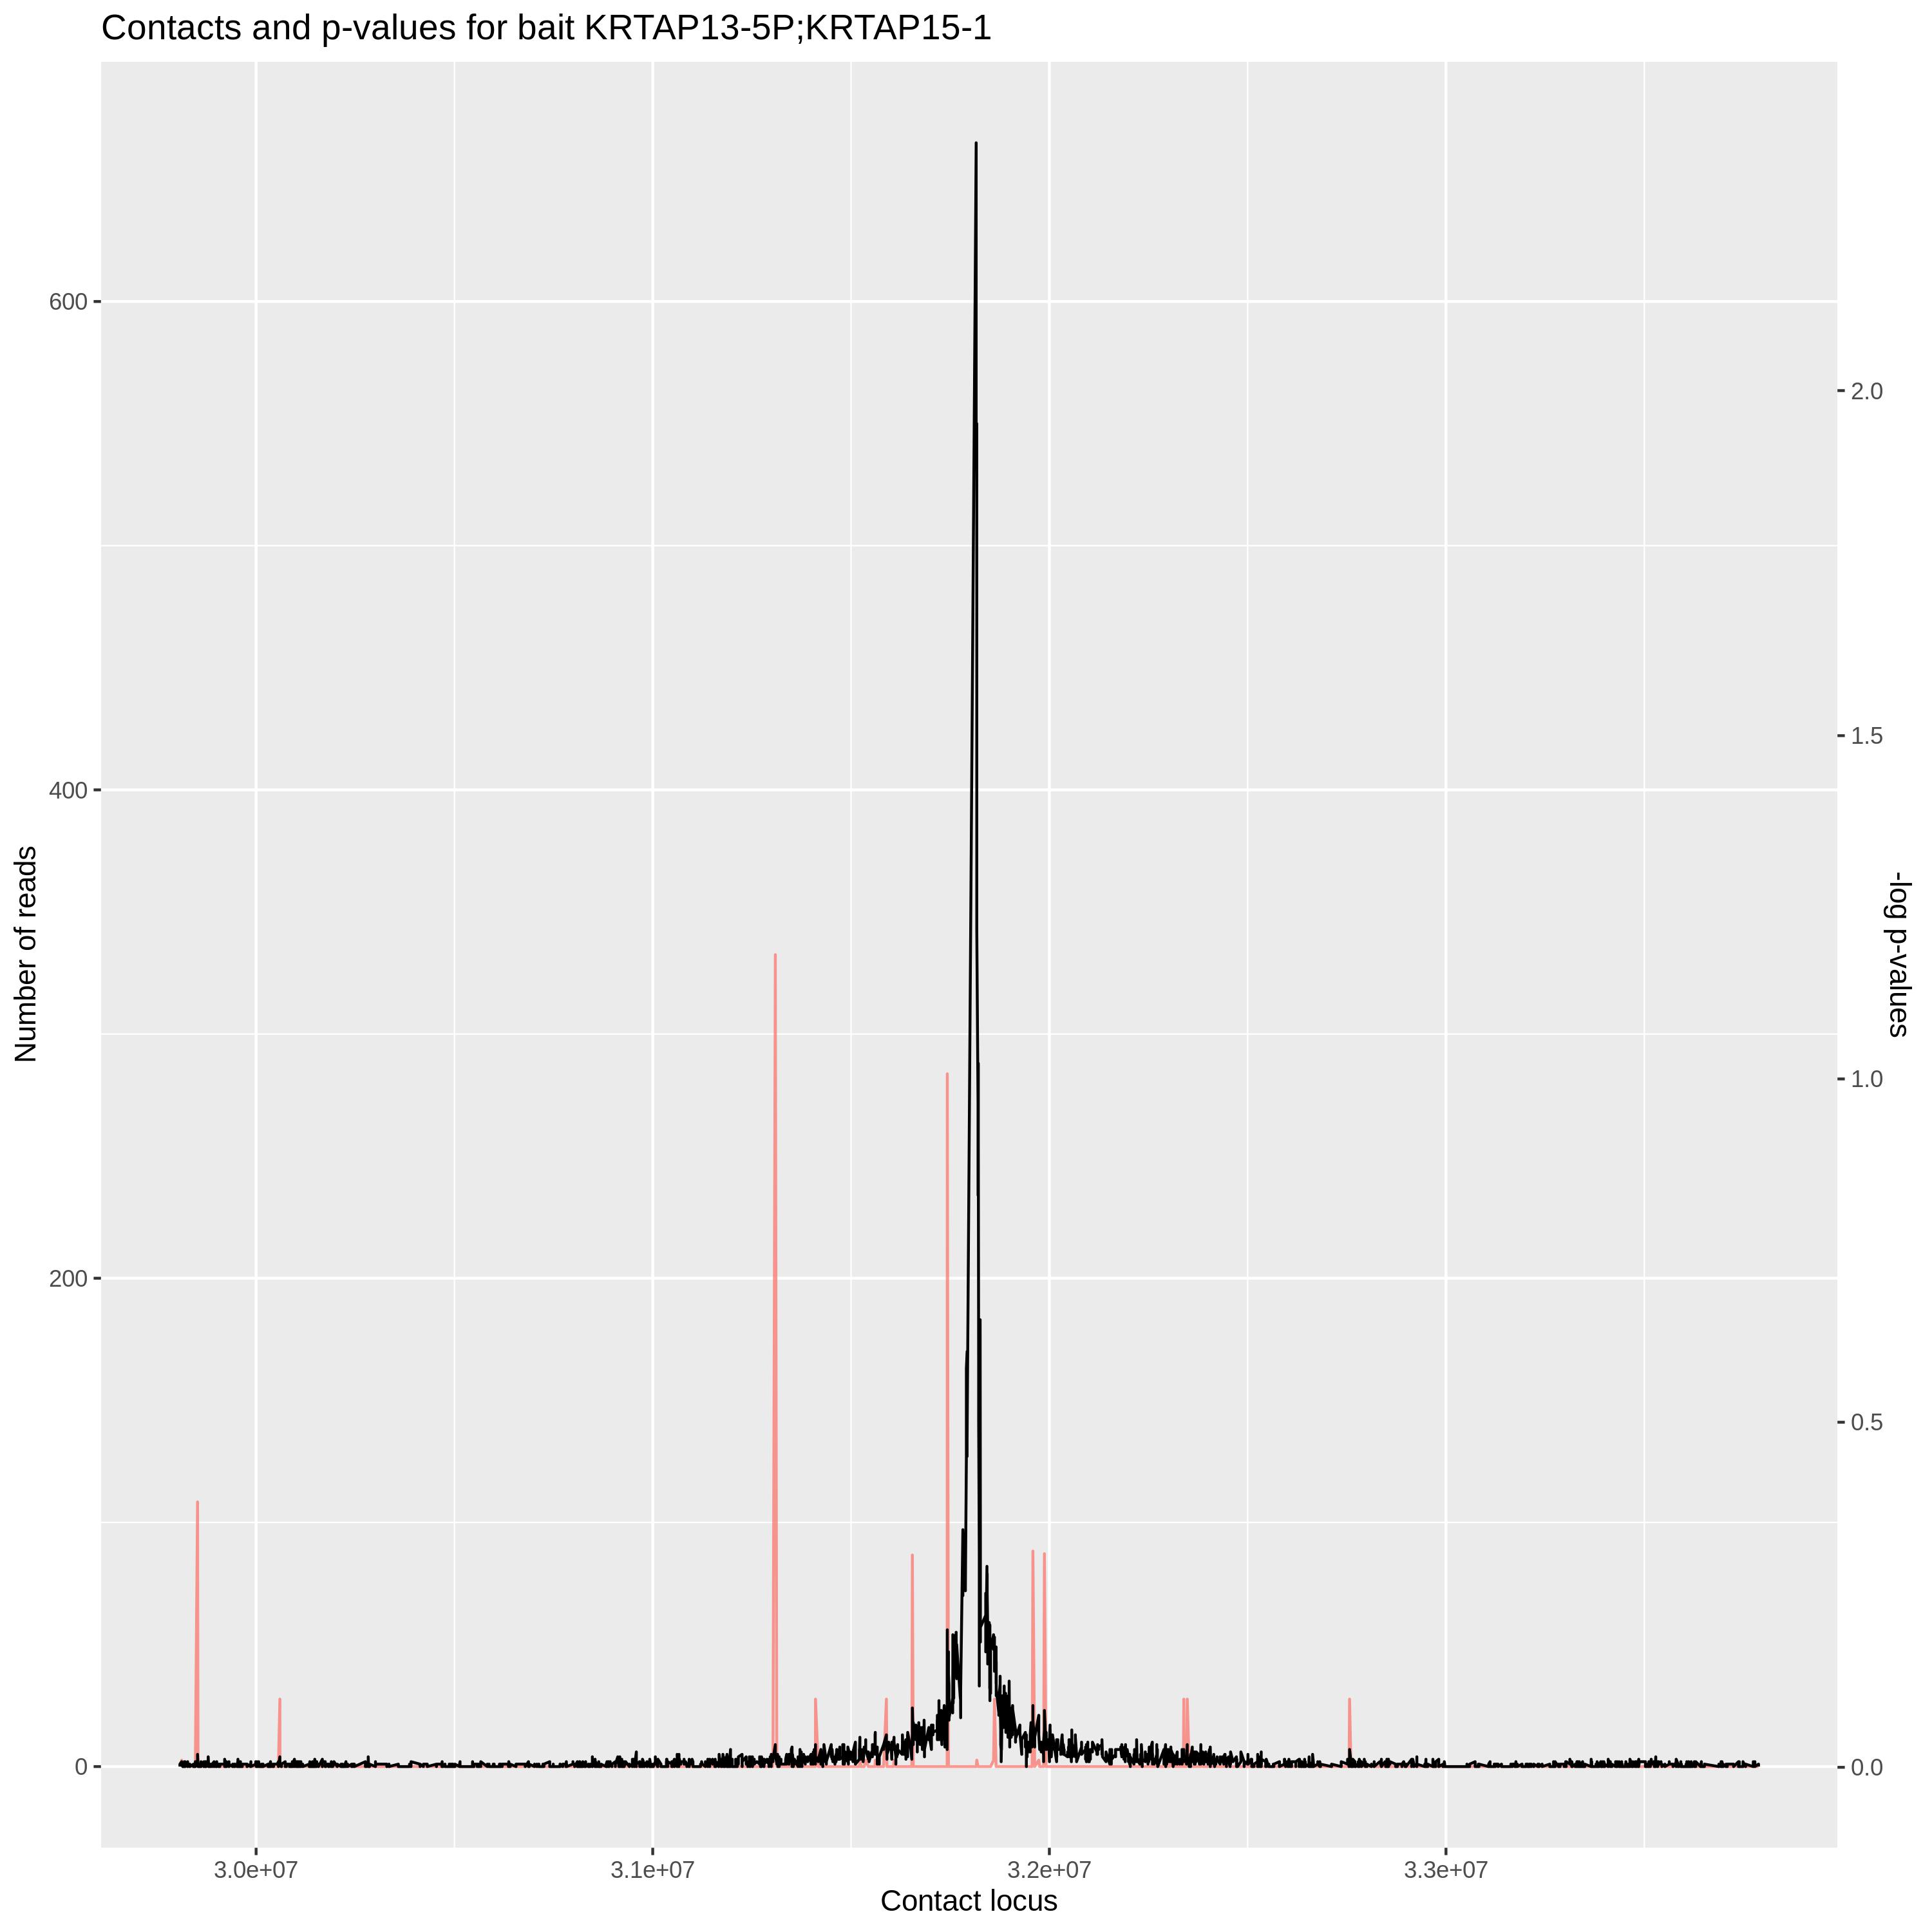 Contacts and p-values for bait KRTAP13-5P;KRTAP15-1
Number of reads
600
400
200
0
2.0
1.5
1.0
0.5
0.0
-log p-values
3.0e+07 3.1e+07 3.2e+07 3.3e+07
Contact locus